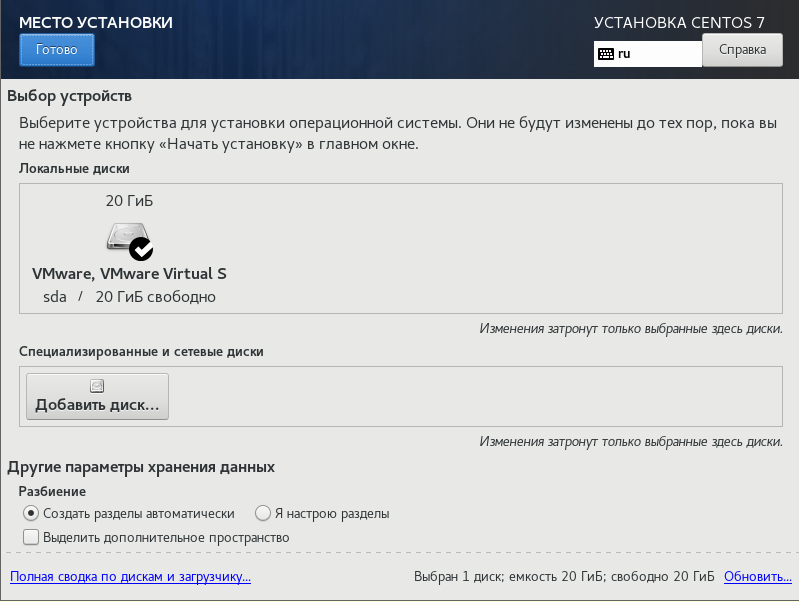 МЕСТО УСТАНОВКИ
УСТАНОВКА CENTOS 7
Готово
ru
Справка
Выбор устройств
Выберите устройства для установки операционной системы. Они не будут изменены до тех пор, пока вы
не нажмете кнопку «Начать установку» в главном окне.
Локальные диски
20 ГиБ
VMware, VMware Virtual S
sda / 20 ГиБ свободно
Изменения затронут только выбранные здесь диски.
Специализированные и сетевые диски
Добавить диск...
Изменения затронут только выбранные здесь диски.
Другие параметры хранения данных
Разбиение
Создать разделы автоматически
Я настрою разделы
Выделить дополнительное пространство
Полная сводка по дискам и загрузчику...
Выбран 1 диск; емкость 20 ГиБ; свободно 20 ГиБ
Обновить...